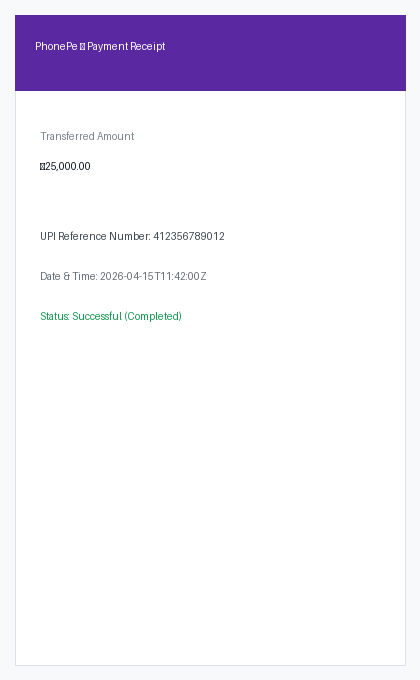 PhonePe ▯ Payment Receipt
Transferred Amount
▯25,000.00
UPI Reference Number: 412356789012
Date & Time: 2026-04-15T11:42:00Z
Status: Successful (Completed)